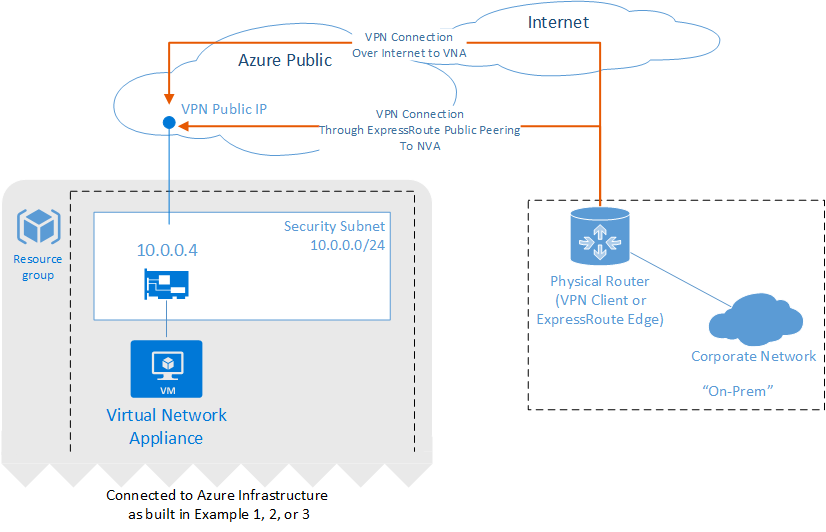 Internet
VPN Connection
Over Internet to VNA
Azure Public
VPN Public IP
VPN Connection
Through ExpressRoute Public Peering
To NVA
Resource
group
Security Subnet
10.0.0.0/24
10.0.0.4
VM
Virtual Network
Appliance
Physical Router
(VPN Client or
ExpressRoute Edge)
Corporate Network
“On-Prem”
Connected to Azure Infrastructure
as built in Example 1, 2, or 3